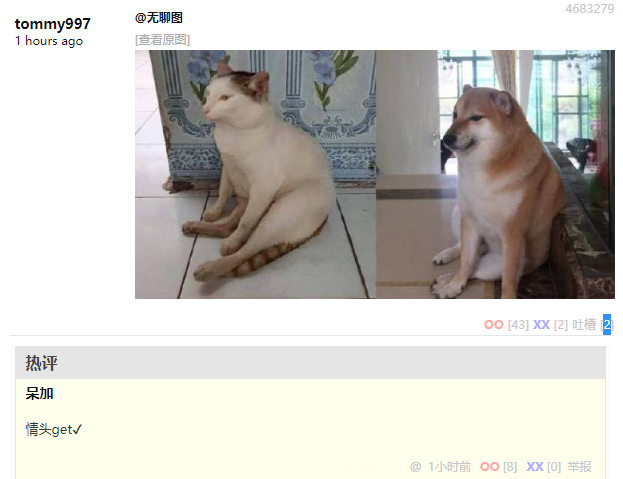 4683279
tommy997
@无聊图
1 hours ago
[查看原图]
OO [43] XX [2] 吐槽 [2]
热评
呆加
情头get✓
@ 1小时前 OO [8] XX [0] 举报